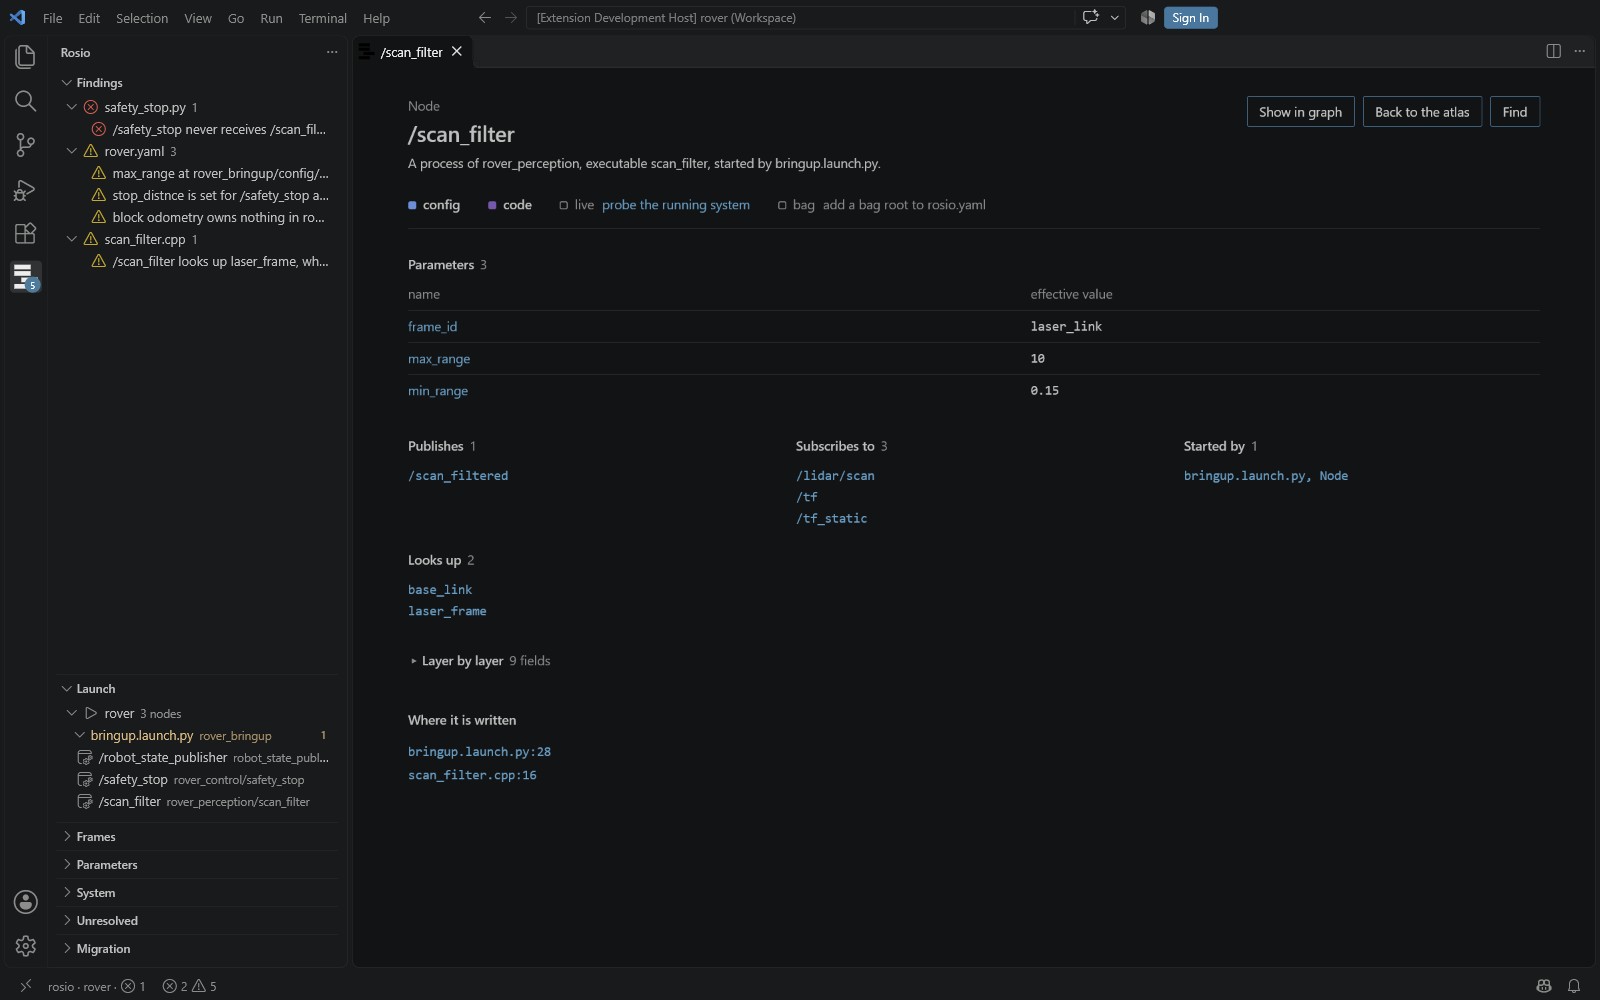 File Edit Selection View Go Run Terminal Help
[Extension Development Host] rover (Workspace)
Sign In
Rosio
/scan_filter
Findings
safety_stop.py 1
/safety_stop never receives /scan_fil...
rover.yaml 3
max_range at rover_bringup/config/...
stop_distnce is set for /safety_stop a...
block odometry owns nothing in ro...
scan_filter.cpp 1
/scan_filter looks up laser_frame, wh...
5
Launch
rover 3 nodes
bringup.launch.py rover_bringup 1
/robot_state_publisher robot_state_publ...
/safety_stop rover_control/safety_stop
/scan_filter rover_perception/scan_filter
Frames
Parameters
System
Unresolved
Migration
Node
/scan_filter
A process of rover_perception, executable scan_filter, started by bringup.launch.py.
Show in graph
Back to the atlas
Find
config code live probe the running system bag add a bag root to rosio.yaml
Parameters 3
name effective value
frame_id laser_link
max_range 10
min_range 0.15
Publishes 1
/scan_filtered
Subscribes to 3
/lidar/scan
/tf
/tf_static
Started by 1
bringup.launch.py, Node
Looks up 2
base_link
laser_frame
Layer by layer 9 fields
Where it is written
bringup.launch.py:28
scan_filter.cpp:16
rosio · rover · 1 2 5